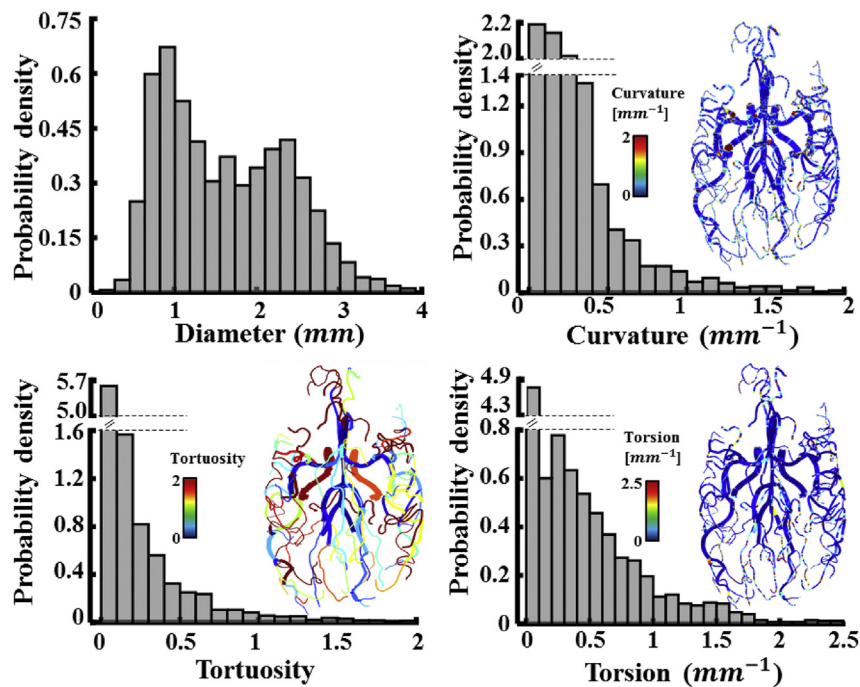 0.75
0.6
0.45
0.3
0.15
0
Probability density
0 1 2 3 4
Diameter (mm)
2.2
2.0
1.4
1.2
0.9
0.6
0.3
0
Probability density
Curvature
[mm⁻¹]
2
0
0 0.5 1 1.5 2
Curvature (mm⁻¹)
5.7
5.0
1.6
1.2
0.8
0.4
0
Probability density
Tortuosity
2
0
0 0.5 1 1.5 2
Tortuosity
4.9
4.3
0.8
0.6
0.4
0.2
0
Probability density
Torsion
[mm⁻¹]
2.5
0
0 0.5 1 1.5 2 2.5
Torsion (mm⁻¹)